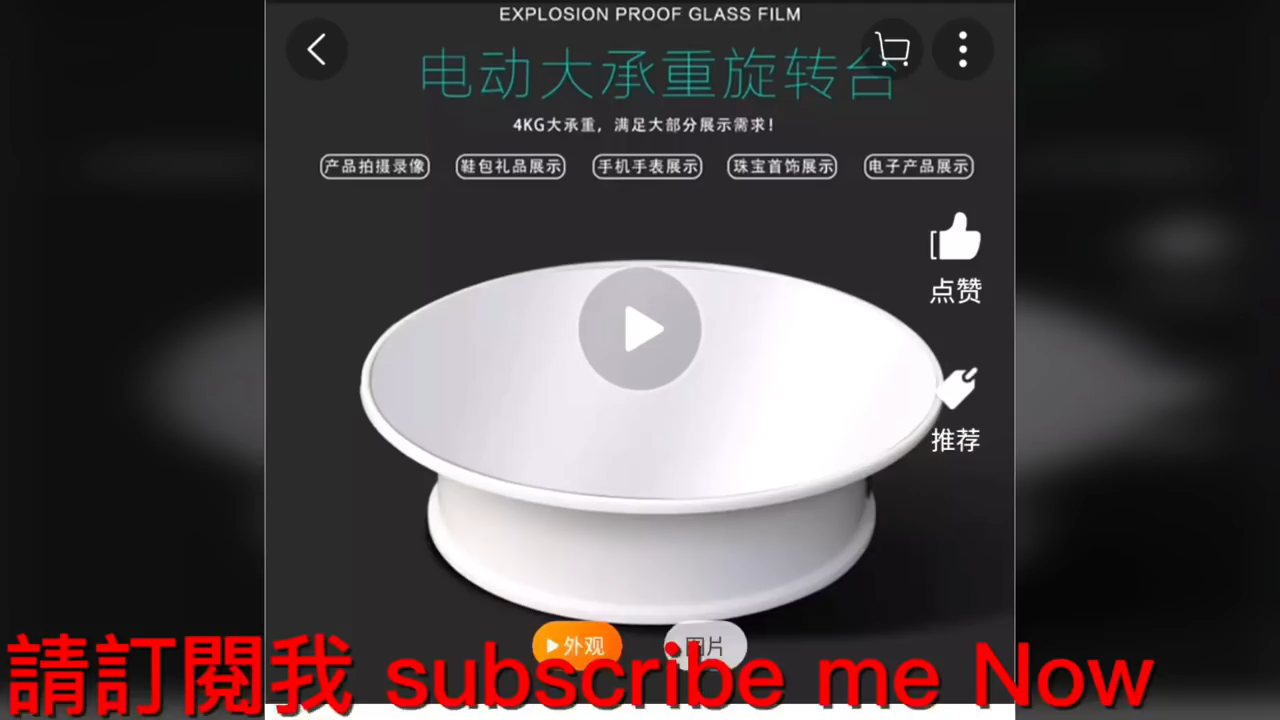 EXPLOSION PROOF GLASS FILM
电动大承重旋转台
4KG大承重，满足大部分展示需求！
产品拍摄录像 鞋包礼品展示 手机手表展示 珠宝首饰展示 电子产品展示
点赞
推荐
外观 图片
請訂閱我 subscribe me Now